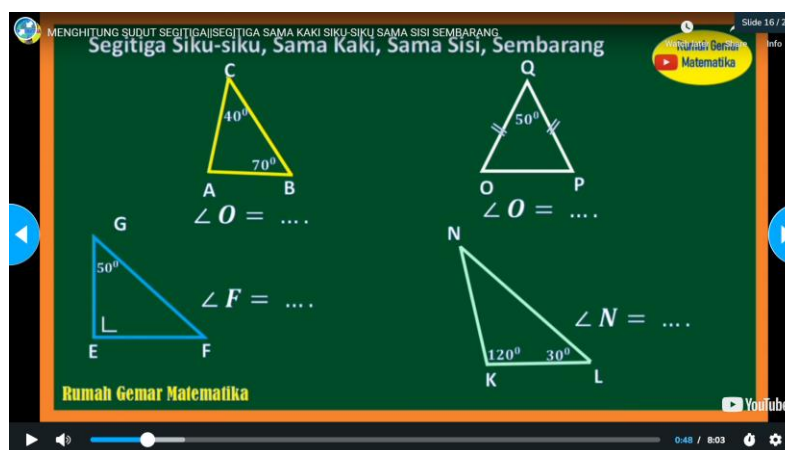 MENGHITUNG SUDUT SEGITIGA||SEGITIGA SAMA KAKI SIKU-SIKU SAMA SISI SEMBARANG
Slide 16 / 2
Segitiga Siku-siku, Sama Kaki, Sama Sisi, Sembarang
Info
Matematika
C
40⁰
70⁰
A B
∠ O = ....
Q
50⁰
O P
∠ O = ....
G
50⁰
E F
∠ F = ....
N
120⁰ 30⁰
K L
∠ N = ....
Rumah Gemar Matematika
YouTube
0:48 / 8:03